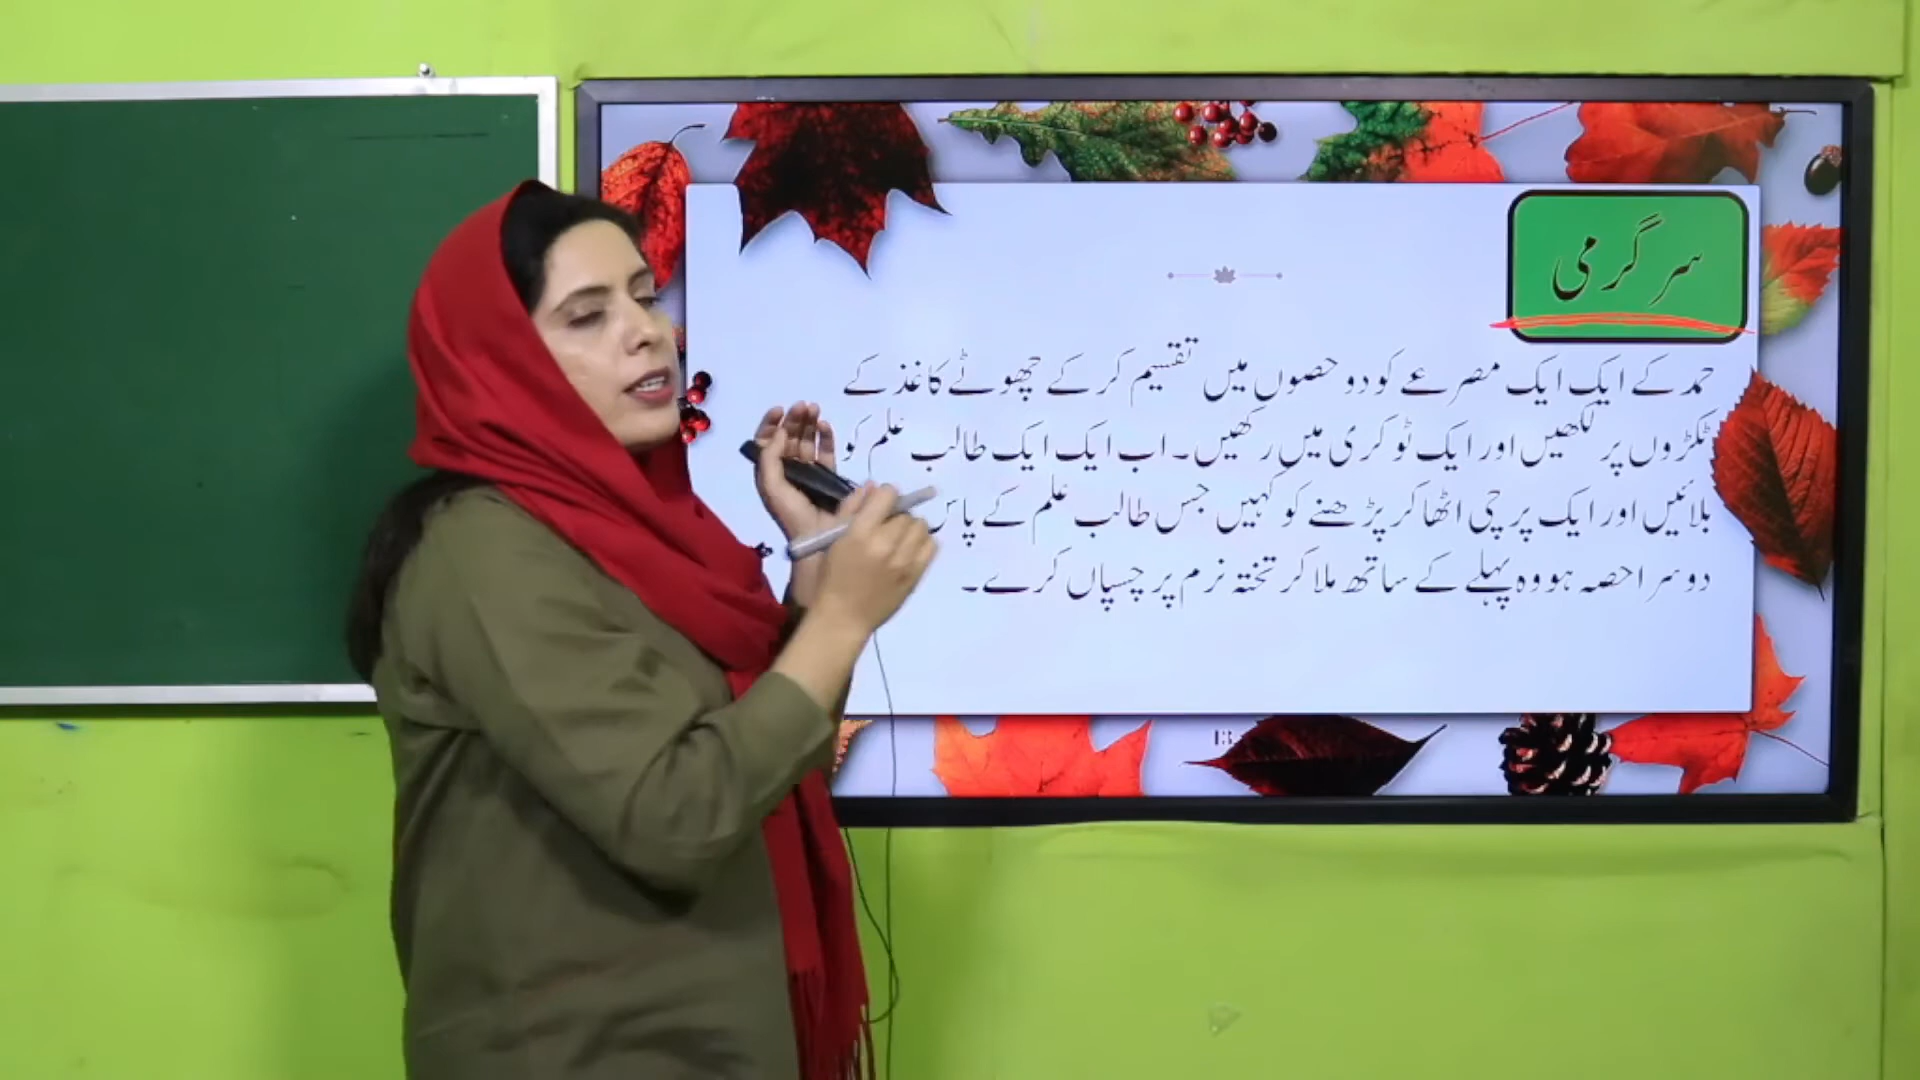 سرگرمی
حمد کے ایک ایک مصرعے کو دو حصوں میں تقسیم کر کے چھوٹے کاغذ کے
ٹکڑوں پر لکھیں اور ایک ٹوکری میں رکھیں۔ اب ایک ایک طالب علم کو
بلائیں اور ایک پرچی اٹھا کر پڑھنے کو کہیں جس طالب علم کے پاس
دوسرا حصہ ہو وہ پہلے کے ساتھ ملا کر تختہ نرم پر چسپاں کرے۔
13